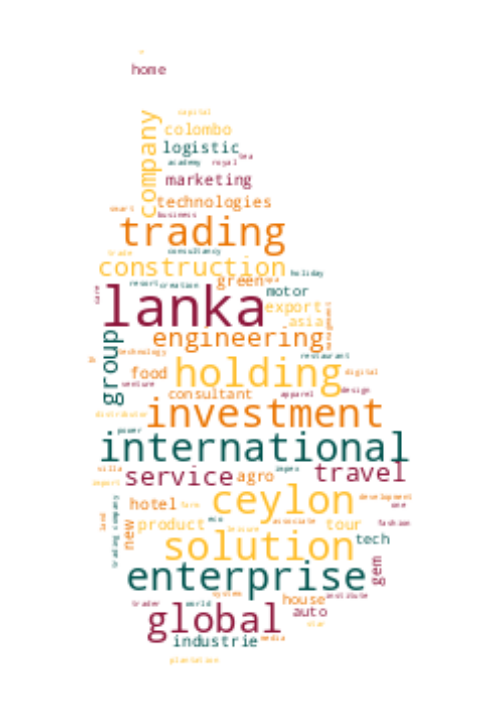 home
company
capital
colombo
logistic
tea
academy
royal
marketing
technologies
smart
business
trading
consultancy
trade
construction
holiday
green
resort
creation
motor
care
lanka
export
asia
management
engineering
group
technology
restaurant
food
holding
digital
venture
consultant
apparel
design
investment
distributor
power
international
villa
service
agro
impex
travel
import
ceylon
development
hotel
farm
one
land
trading company
new
product
eco
associate
tour
fashion
leisure
solution
tech
gem
enterprise
system
house
institute
trader
world
global
auto
star
industrie
media
plantation